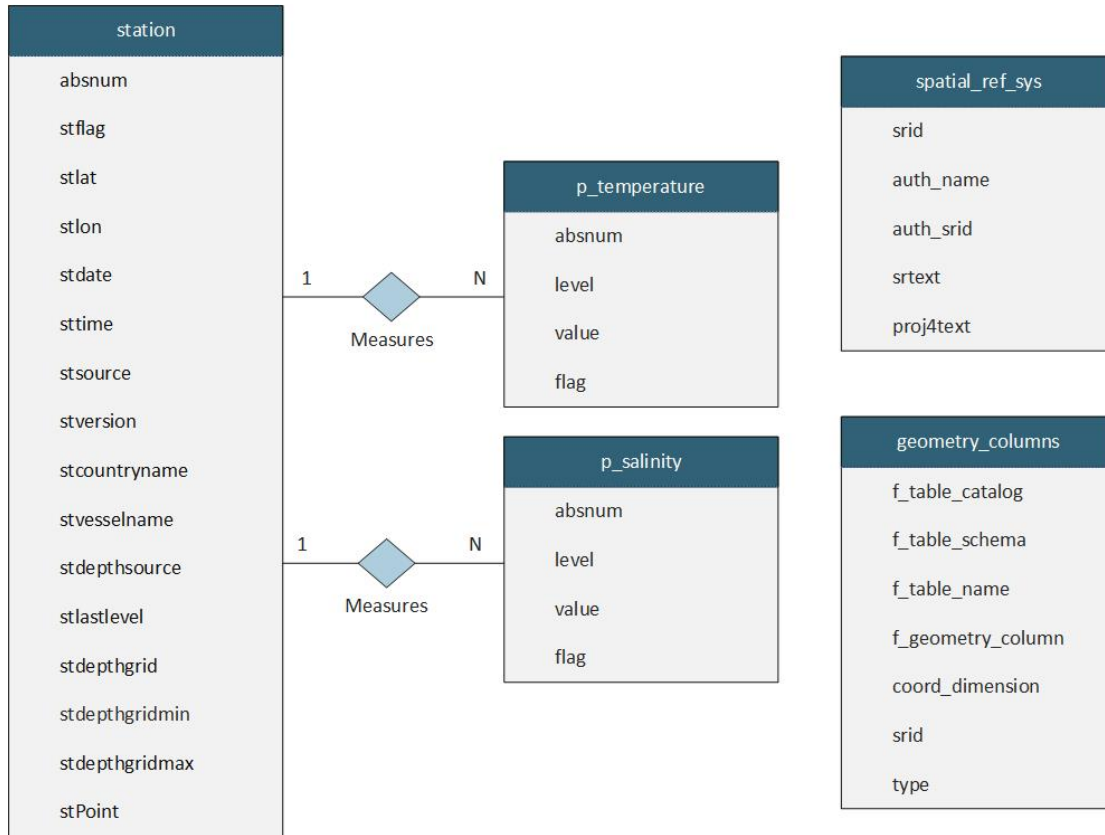 station
absnum
stflag
stlat
stlon
stdate
sttime
stsource
stversion
stcountryname
stvesselname
stdepthsource
stlastlevel
stdepthgrid
stdepthgridmin
stdepthgridmax
stPoint
1
N
Measures
1
N
Measures
p_temperature
absnum
level
value
flag
p_salinity
absnum
level
value
flag
spatial_ref_sys
srid
auth_name
auth_srid
srtext
proj4text
geometry_columns
f_table_catalog
f_table_schema
f_table_name
f_geometry_column
coord_dimension
srid
type